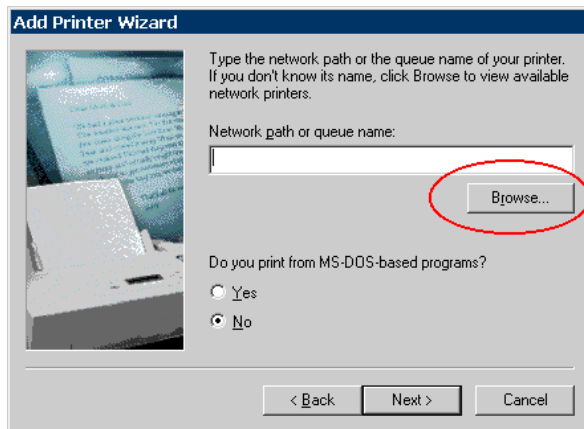 Add Printer Wizard
Type the network path or the queue name of your printer.
If you don't know its name, click Browse to view available
network printers.
Network path or queue name:
Browse...
Do you print from MS-DOS-based programs?
Yes
No
< Back
Next >
Cancel